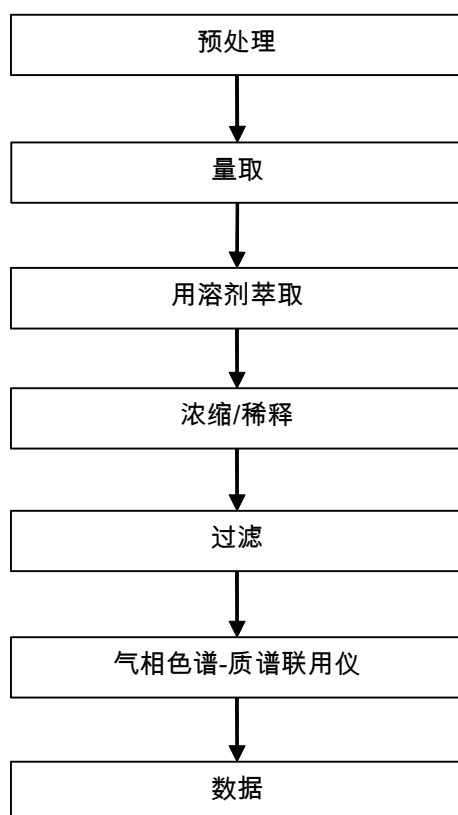 预处理
量取
用溶剂萃取
浓缩/稀释
过滤
气相色谱-质谱联用仪
数据